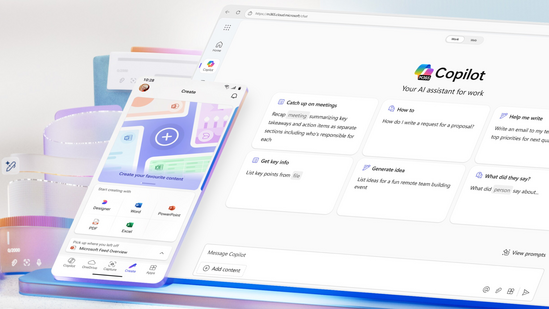 https://m365.cloud.microsoft/chat
Work
Web
Home
Copilot
M365
Copilot
Your AI assistant for work
Catch up on meetings
Recap meeting summarizing key
takeaways and action items as separate
sections including who's responsible for
each
How to
How do I write a request for a proposal?
Help me write
Write an email to my te
top priorities for next qu
Get key info
List key points from file
Generate idea
List ideas for a fun remote team building
event
What did they say?
What did person say about...
View prompts
Message Copilot
Add content
10:28
Create
Create your favourite content
Start creating with
Designer
Word
PowerPoint
PDF
Excel
Pick up where you left off
Microsoft Feed Overview
Copilot
OneDrive
Capture
Create
Apps